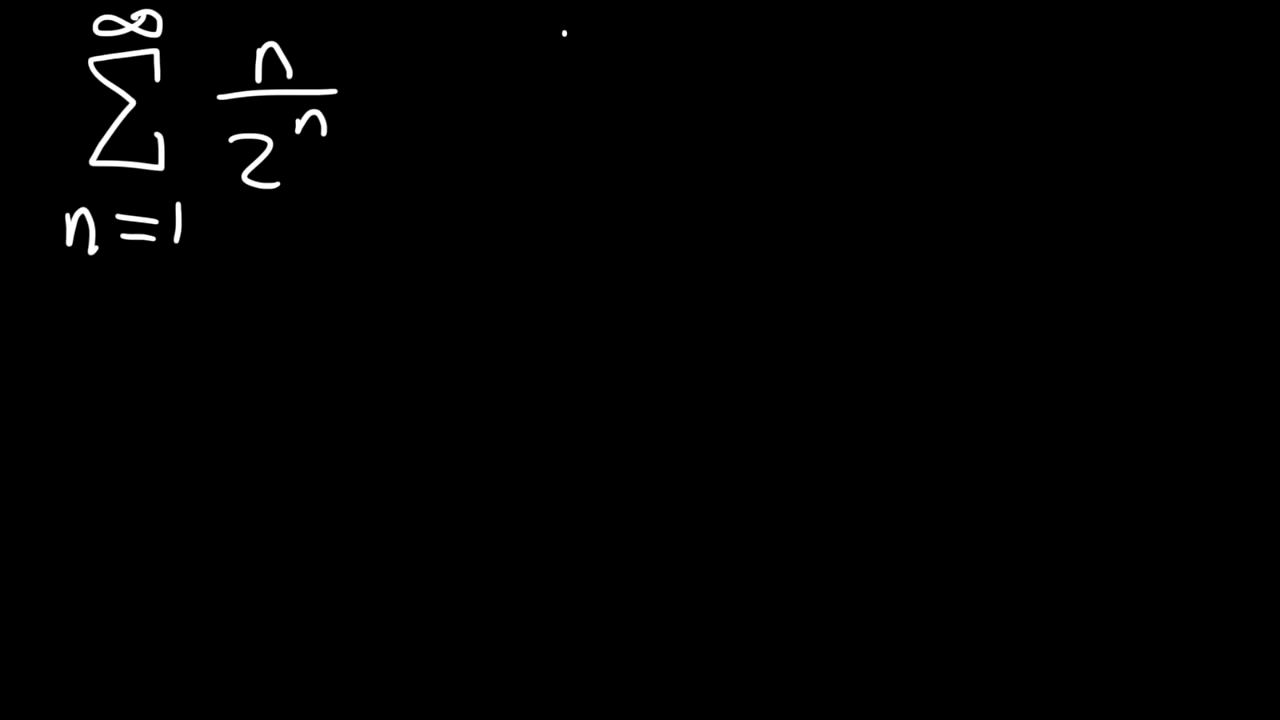 ∞
∑ n/2ⁿ
n=1